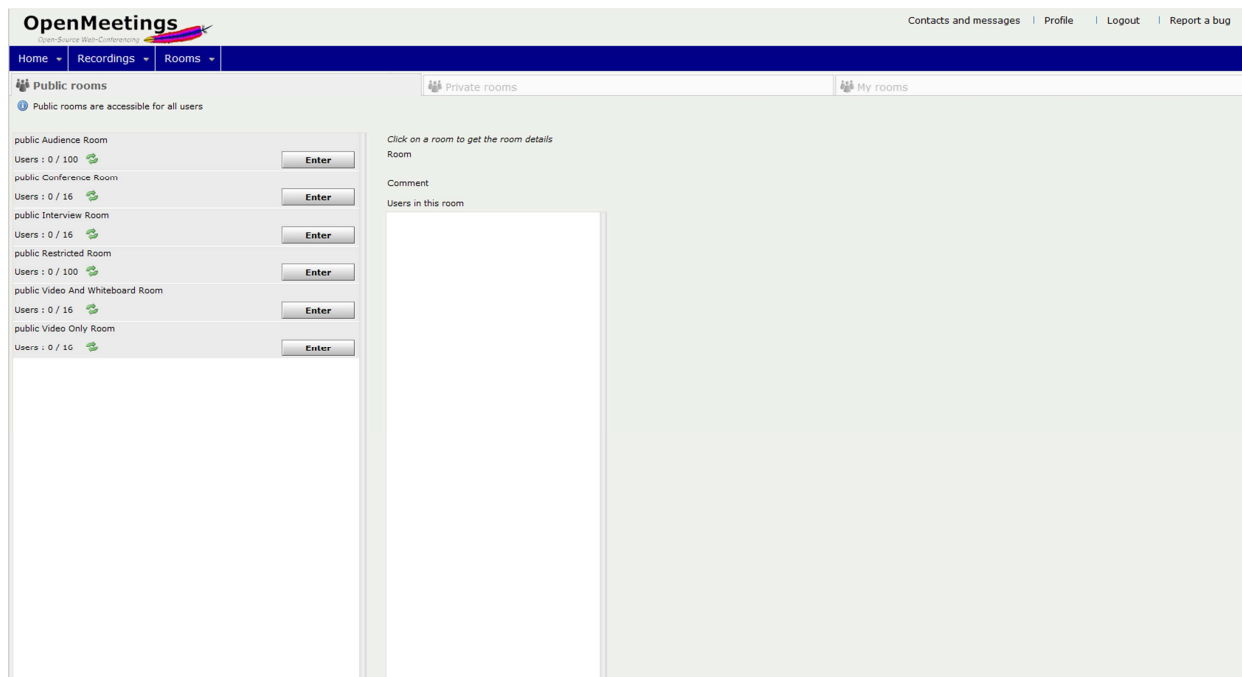 OpenMeetings
Open-Source Web-Conferencing
Contacts and messages | Profile | Logout | Report a bug
Home Recordings Rooms
Public rooms Private rooms My rooms
Public rooms are accessible for all users
public Audience Room
Users : 0 / 100 Enter
public Conference Room
Users : 0 / 16 Enter
public Interview Room
Users : 0 / 16 Enter
public Restricted Room
Users : 0 / 100 Enter
public Video And Whiteboard Room
Users : 0 / 16 Enter
public Video Only Room
Users : 0 / 16 Enter
Click on a room to get the room details
Room
Comment
Users in this room